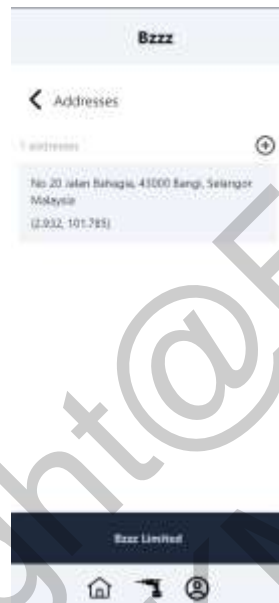 Bzzz
Addresses
1 addresses
No 20 Jalan Bahagia, 43000 Bangi, Selangor
Malaysia
(2.932, 101.785)
Bzzz Limited